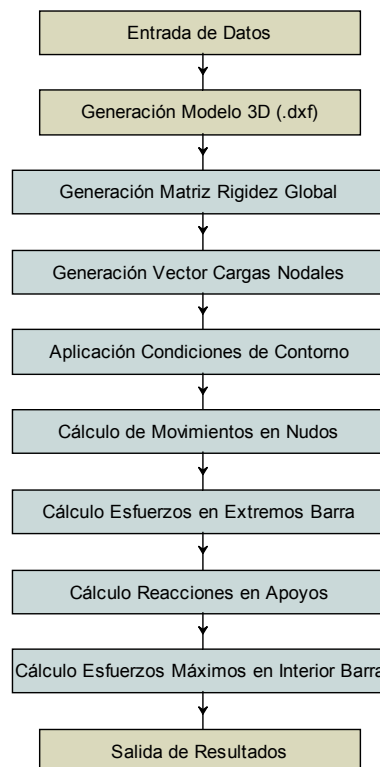 Entrada de Datos
Generación Modelo 3D (.dxf)
Generación Matriz Rigidez Global
Generación Vector Cargas Nodales
Aplicación Condiciones de Contorno
Cálculo de Movimientos en Nudos
Cálculo Esfuerzos en Extremos Barra
Cálculo Reacciones en Apoyos
Cálculo Esfuerzos Máximos en Interior Barra
Salida de Resultados